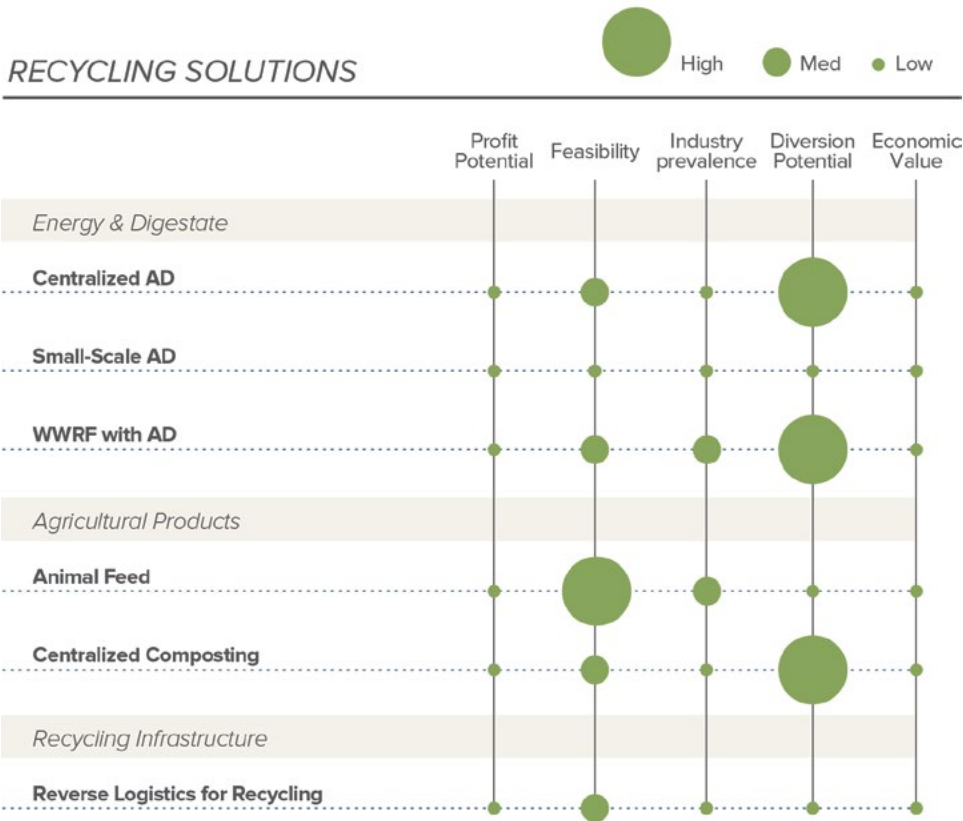 RECYCLING SOLUTIONS
High
Med
Low
Profit
Potential
Feasibility
Industry
prevalence
Diversion
Potential
Economic
Value
Energy & Digestate
Centralized AD
Small-Scale AD
WWRF with AD
Agricultural Products
Animal Feed
Centralized Composting
Recycling Infrastructure
Reverse Logistics for Recycling